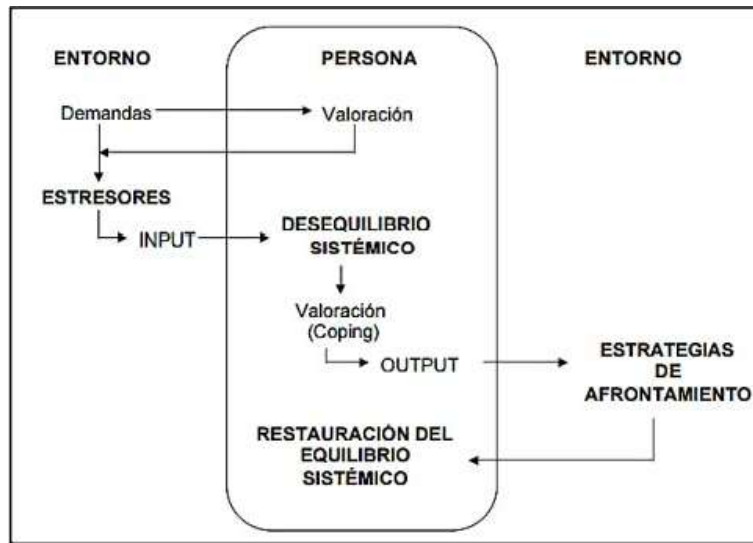 ENTORNO
PERSONA
ENTORNO
Demandas
Valoración
ESTRESORES
INPUT
DESEQUILIBRIO
SISTÉMICO
Valoración
(Coping)
OUTPUT
ESTRATEGIAS
DE
AFRONTAMIENTO
RESTAURACIÓN DEL
EQUILIBRIO
SISTÉMICO